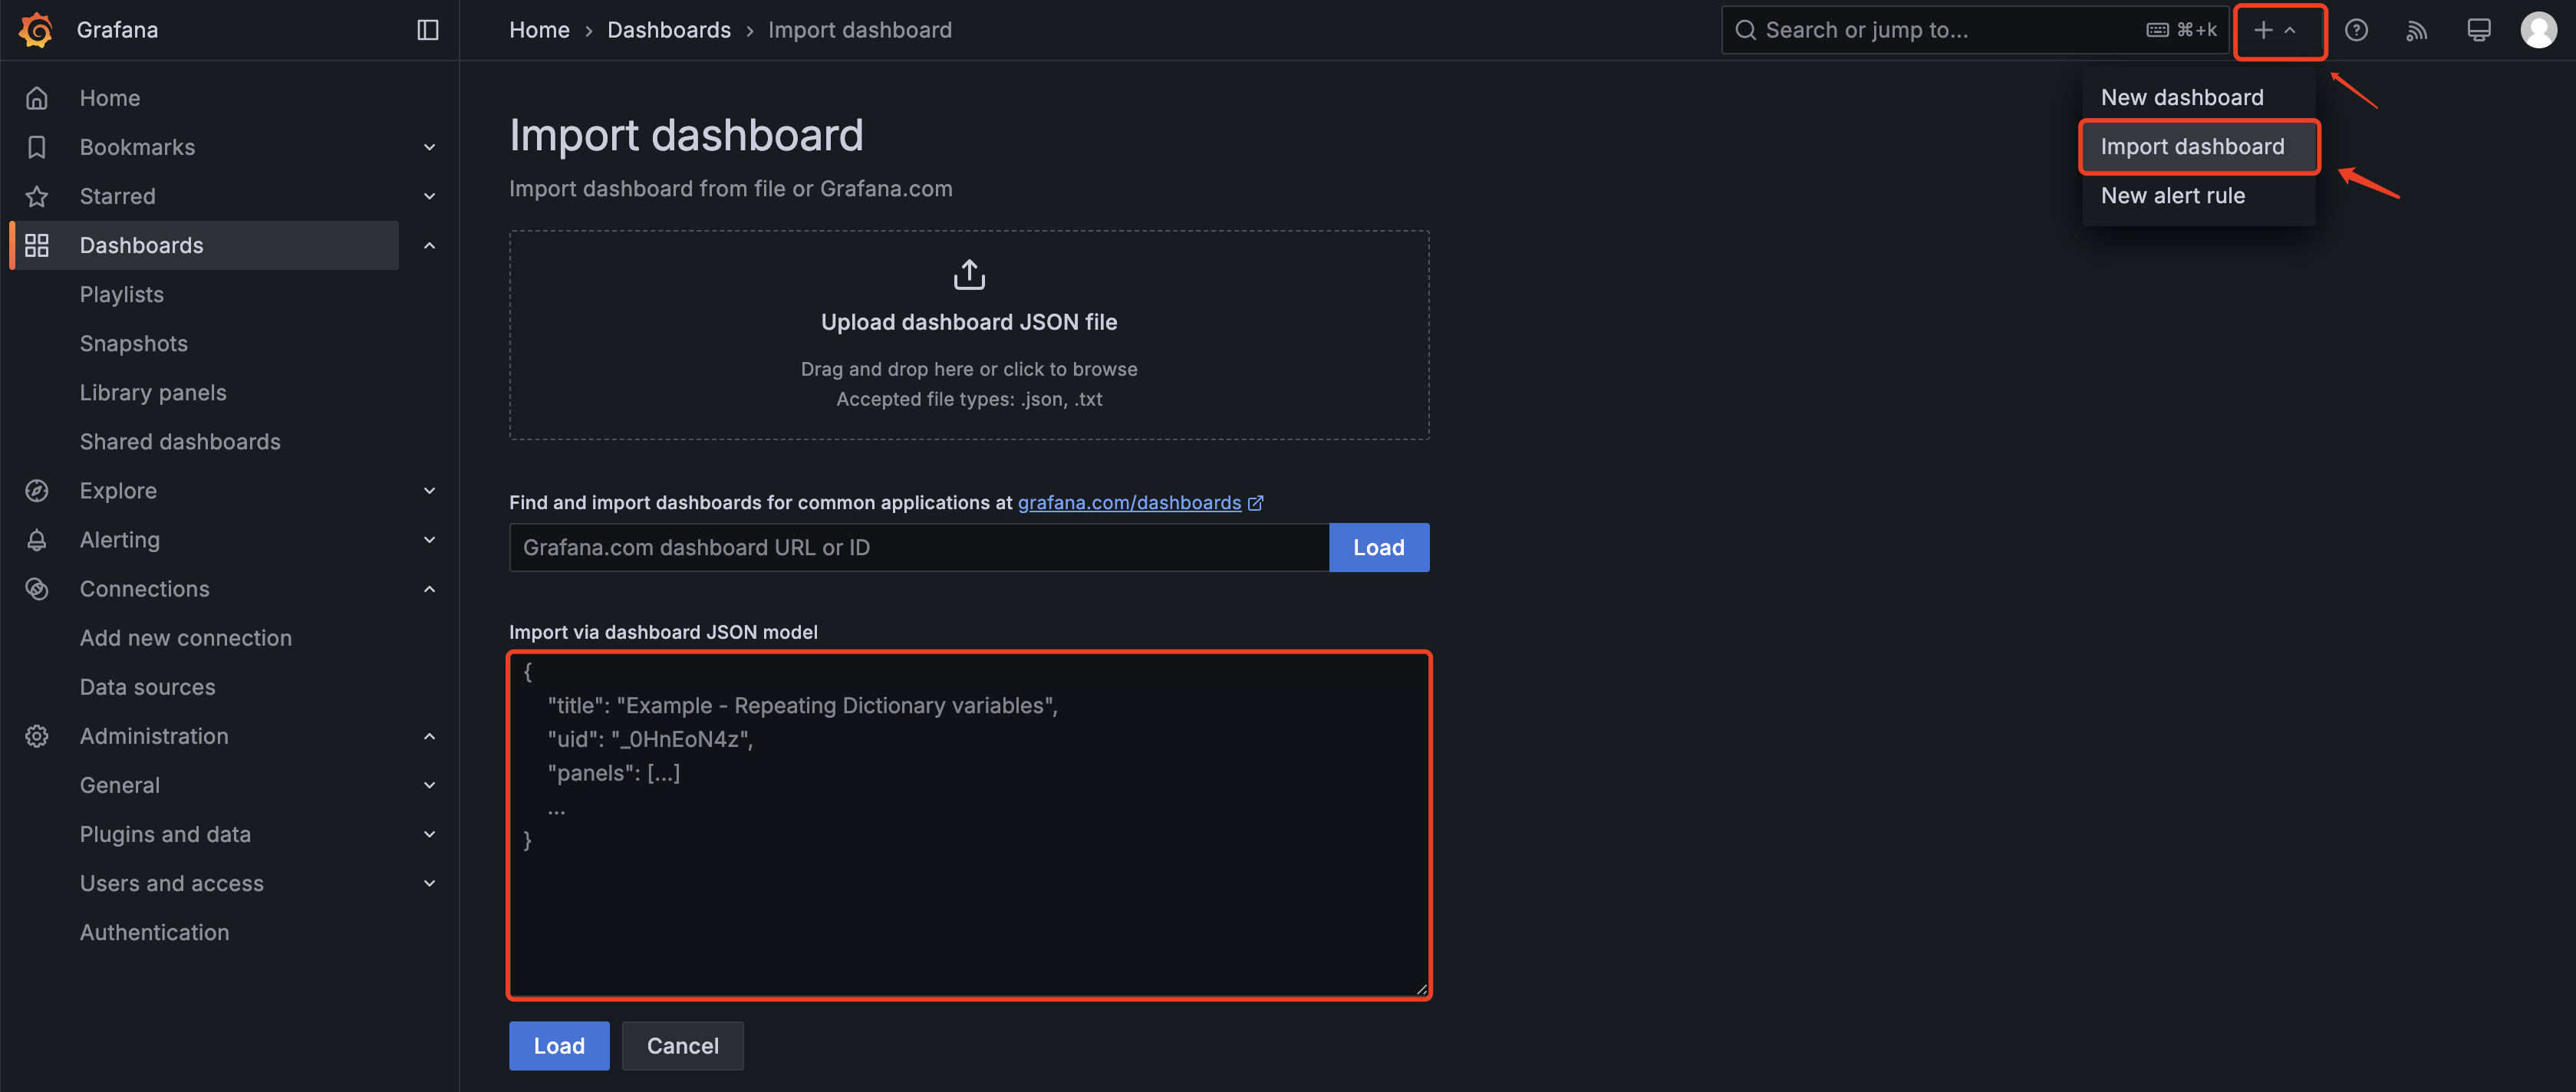 Grafana
Home › Dashboards › Import dashboard
Search or jump to...
⌘+k
New dashboard
Import dashboard
New alert rule
Home
Bookmarks
Starred
Dashboards
Playlists
Snapshots
Library panels
Shared dashboards
Explore
Alerting
Connections
Add new connection
Data sources
Administration
General
Plugins and data
Users and access
Authentication
Import dashboard
Import dashboard from file or Grafana.com
Upload dashboard JSON file
Drag and drop here or click to browse
Accepted file types: .json, .txt
Find and import dashboards for common applications at grafana.com/dashboards
Grafana.com dashboard URL or ID
Load
Import via dashboard JSON model
{
"title": "Example - Repeating Dictionary variables",
"uid": "_0HnEoN4z",
"panels": [...]
...
}
Load
Cancel